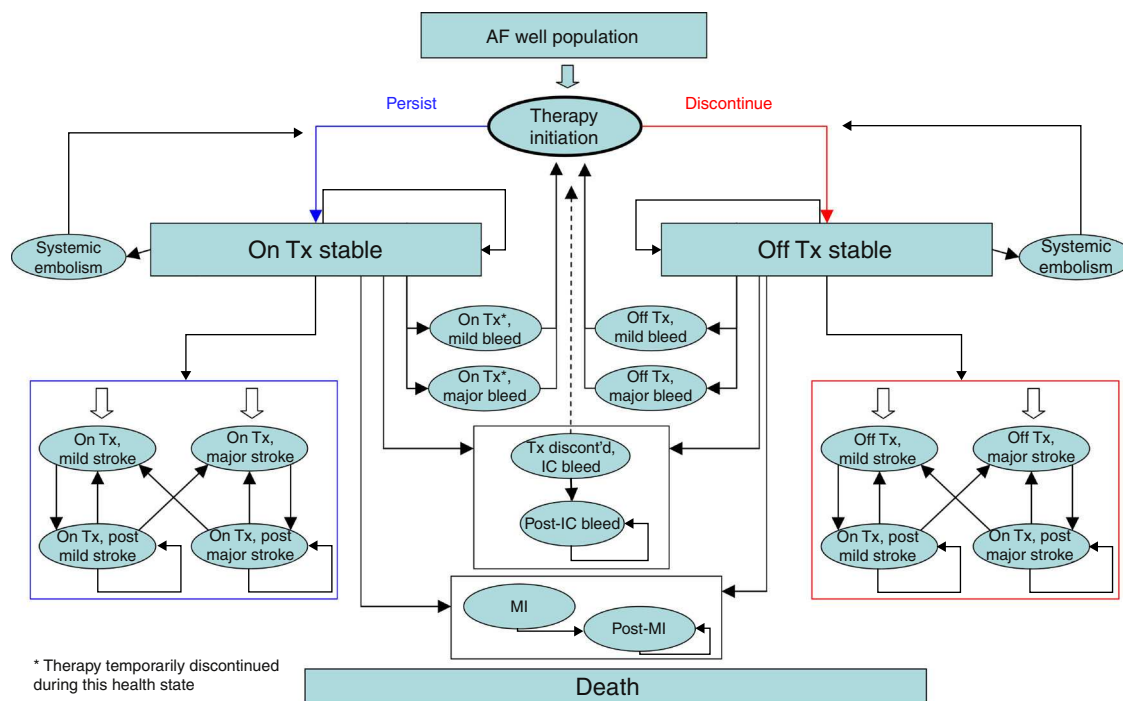 AF well population
Persist
Discontinue
Therapy
initiation
On Tx stable
Off Tx stable
Systemic
embolism
Systemic
embolism
On Tx*,
mild bleed
Off Tx,
mild bleed
On Tx*,
major bleed
Off Tx,
major bleed
On Tx,
mild stroke
On Tx,
major stroke
Tx discont'd,
IC bleed
Off Tx,
mild stroke
Off Tx,
major stroke
Post-IC bleed
On Tx, post
mild stroke
On Tx, post
major stroke
On Tx, post
mild stroke
On Tx, post
major stroke
MI
Post-MI
* Therapy temporarily discontinued
during this health state
Death